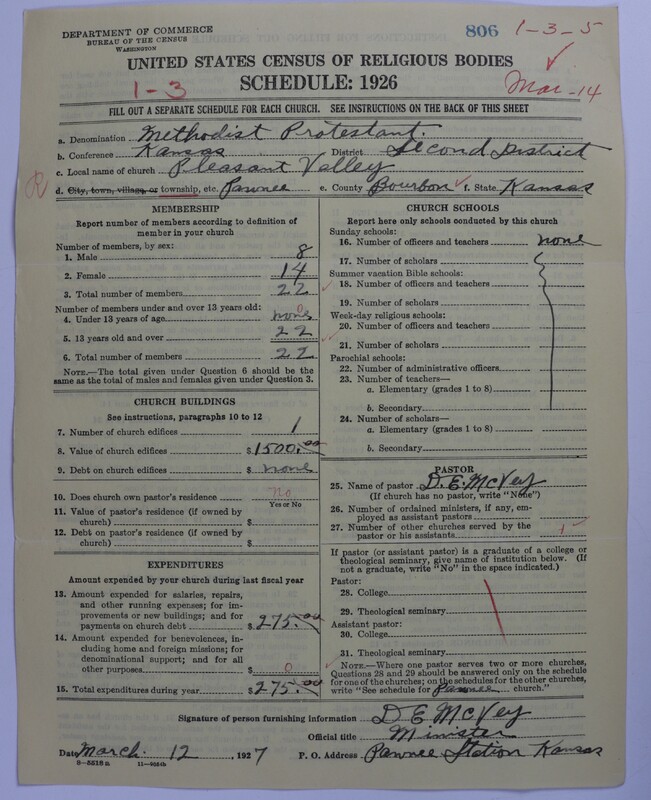 DEPARTMENT OF COMMERCE
BUREAU OF THE CENSUS
WASHINGTON
806 1-3-5
UNITED STATES CENSUS OF RELIGIOUS BODIES
1-3 SCHEDULE: 1926 Mar-14
FILL OUT A SEPARATE SCHEDULE FOR EACH CHURCH. SEE INSTRUCTIONS ON THE BACK OF THIS SHEET
a. Denomination Methodist Protestant.
b. Conference Kansas District Second District
c. Local name of church Pleasant Valley
R d. City, town, village, or township, etc. Pawnee e. County Bourbon f. State Kansas
MEMBERSHIP
Report number of members according to definition of
member in your church
Number of members, by sex:
1. Male 8
2. Female 14
3. Total number of members 22
Number of members under and over 13 years old:
4. Under 13 years of age none 0
5. 13 years old and over 22
6. Total number of members 22
NOTE.—The total given under Question 6 should be the
same as the total of males and females given under Question 3.
CHURCH BUILDINGS
See instructions, paragraphs 10 to 12
7. Number of church edifices 1
8. Value of church edifices $1500.00
9. Debt on church edifices $ none
10. Does church own pastor's residence no
Yes or No
11. Value of pastor's residence (if owned by
church) $
12. Debt on pastor's residence (if owned by
church) $
EXPENDITURES
Amount expended by your church during last fiscal year
13. Amount expended for salaries, repairs,
and other running expenses; for im-
provements or new buildings; and for
payments on church debt $275.00
14. Amount expended for benevolences, in-
cluding home and foreign missions; for
denominational support; and for all
other purposes $ 0
15. Total expenditures during year $275.00
CHURCH SCHOOLS
Report here only schools conducted by this church
Sunday schools:
16. Number of officers and teachers none
17. Number of scholars
Summer vacation Bible schools:
18. Number of officers and teachers
19. Number of scholars
Week-day religious schools:
20. Number of officers and teachers
21. Number of scholars
Parochial schools:
22. Number of administrative officers
23. Number of teachers—
a. Elementary (grades 1 to 8)
b. Secondary
24. Number of scholars—
a. Elementary (grades 1 to 8)
b. Secondary
PASTOR
25. Name of pastor D. E. McVey
(If church has no pastor, write "None")
26. Number of ordained ministers, if any, em-
ployed as assistant pastors
27. Number of other churches served by the
pastor or his assistants
If pastor (or assistant pastor) is a graduate of a college or
theological seminary, give name of institution below. (If
not a graduate, write "No" in the space indicated.)
Pastor:
28. College
29. Theological seminary
Assistant pastor:
30. College
31. Theological seminary
NOTE.—Where one pastor serves two or more churches,
Questions 28 and 29 should be answered only on the schedule
for one of the churches; on the schedules for the other churches,
write "See schedule for Pawnee church."
Signature of person furnishing information D E McVey
Official title Minister
Date March. 12, 1927 P. O. Address Pawnee Station Kansas
8—5518a 11—9554b